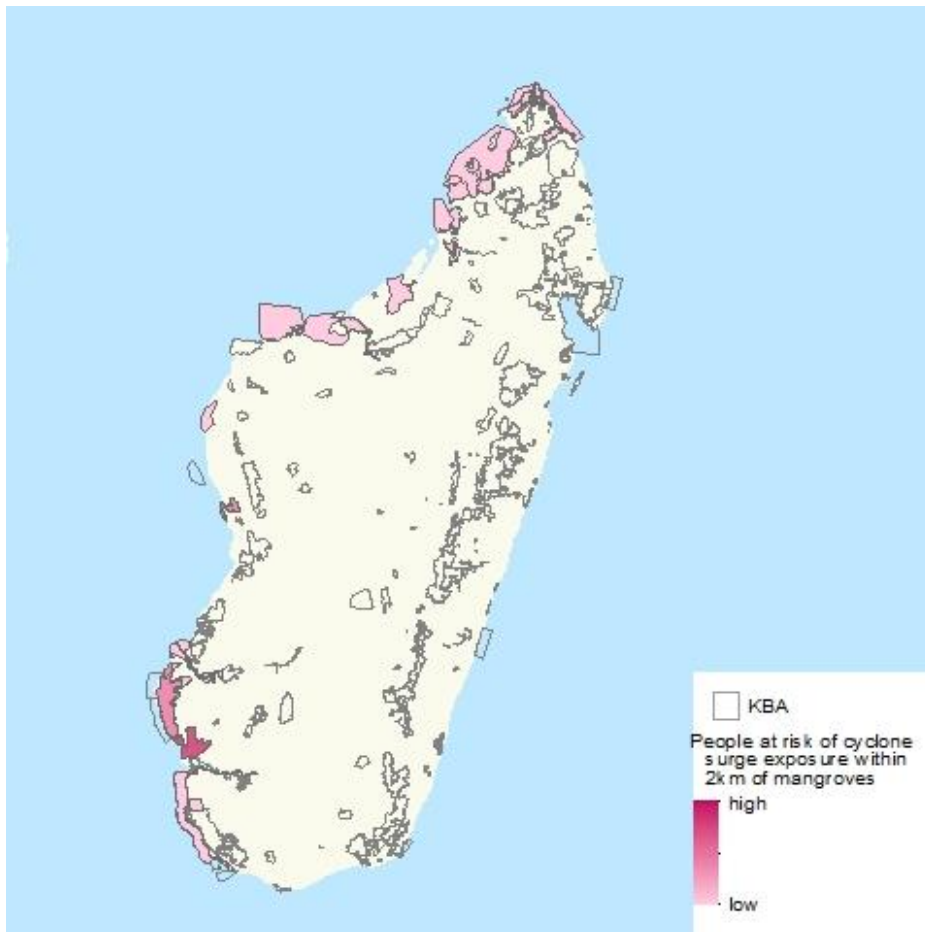 KBA
People at risk of cyclone
surge exposure within
2km of mangroves
high
low